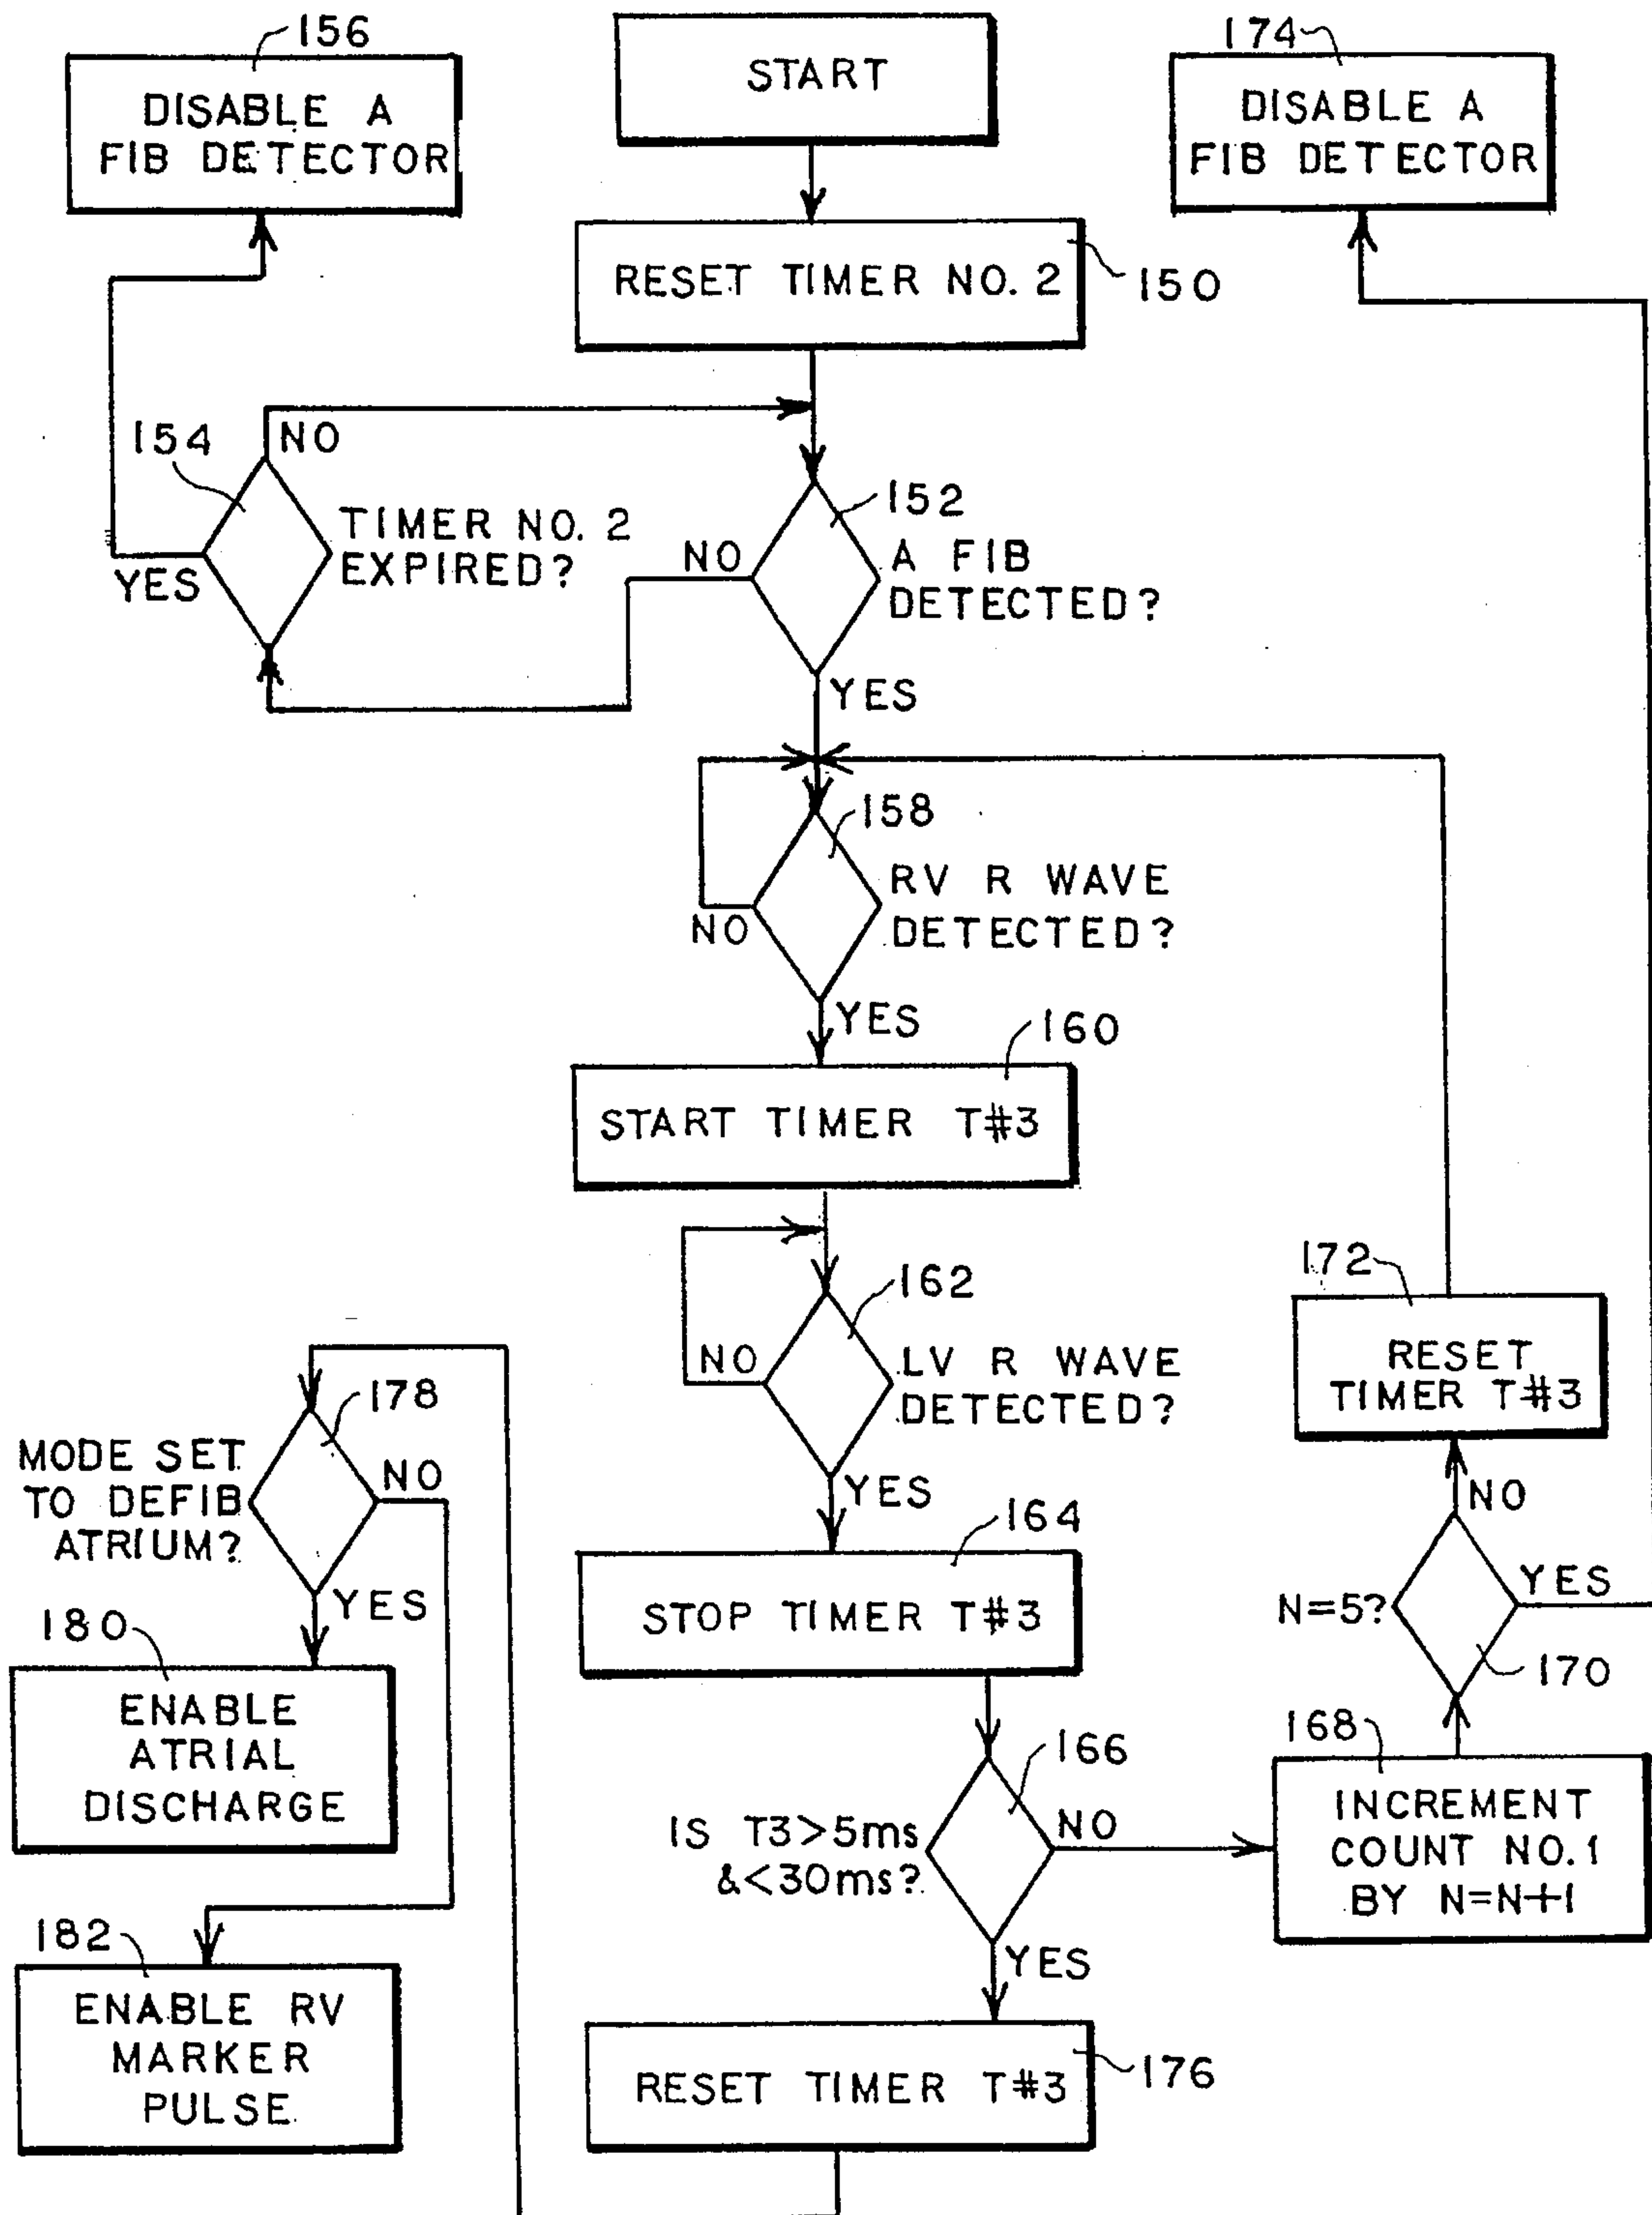 156
DISABLE A
FIB DETECTOR
START
174
DISABLE A
FIB DETECTOR
RESET TIMER NO. 2
150
154
NO
TIMER NO. 2
EXPIRED?
YES
152
NO
A FIB
DETECTED?
YES
158
RV R WAVE
DETECTED?
NO
YES
160
START TIMER T#3
162
NO
LV R WAVE
DETECTED?
YES
172
RESET
TIMER T#3
NO
178
MODE SET
TO DEFIB
ATRIUM?
NO
YES
164
STOP TIMER T#3
N=5?
YES
170
180
ENABLE
ATRIAL
DISCHARGE
166
IS T3>5ms
&<30ms?
NO
YES
168
INCREMENT
COUNT NO.1
BY N=N+1
182
ENABLE RV
MARKER
PULSE
RESET TIMER T#3
176